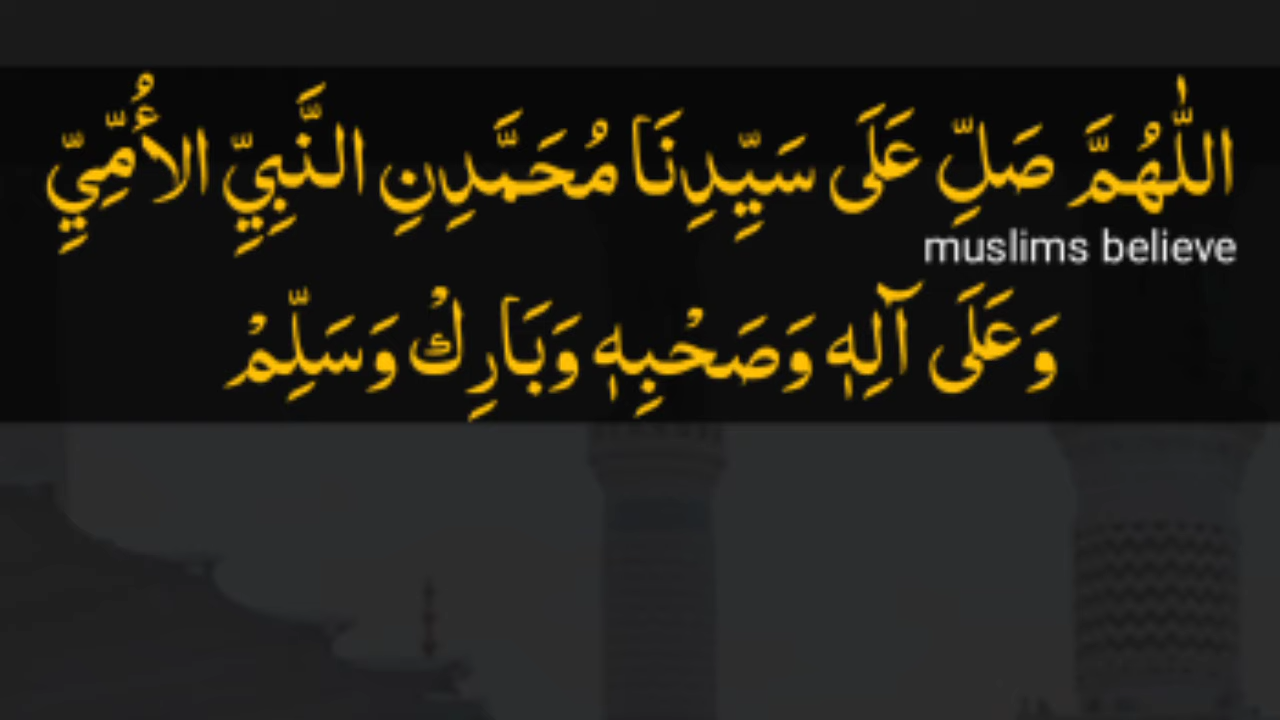 اللّٰهُمَّ صَلِّ عَلَى سَيِّدِنَا مُحَمَّدِنِ النَّبِيِّ الأُمِّيِّ
muslims believe
وَعَلَى آلِهٖ وَصَحْبِهٖ وَبَارِكْ وَسَلِّمْ